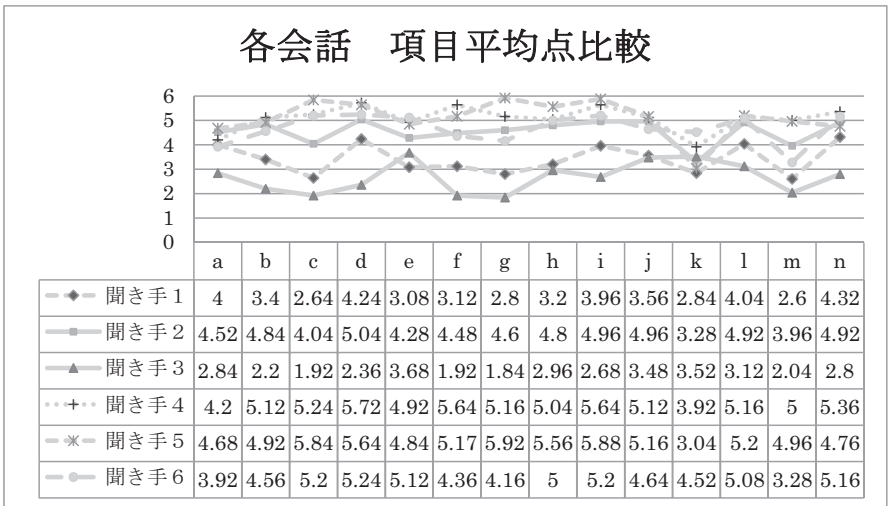 各会話　項目平均点比較
6
5
4
3
2
1
0
a b c d e f g h i j k l m n
聞き手1 4 3.4 2.64 4.24 3.08 3.12 2.8 3.2 3.96 3.56 2.84 4.04 2.6 4.32
聞き手2 4.52 4.84 4.04 5.04 4.28 4.48 4.6 4.8 4.96 4.96 3.28 4.92 3.96 4.92
聞き手3 2.84 2.2 1.92 2.36 3.68 1.92 1.84 2.96 2.68 3.48 3.52 3.12 2.04 2.8
聞き手4 4.2 5.12 5.24 5.72 4.92 5.64 5.16 5.04 5.64 5.12 3.92 5.16 5 5.36
聞き手5 4.68 4.92 5.84 5.64 4.84 5.17 5.92 5.56 5.88 5.16 3.04 5.2 4.96 4.76
聞き手6 3.92 4.56 5.2 5.24 5.12 4.36 4.16 5 5.2 4.64 4.52 5.08 3.28 5.16